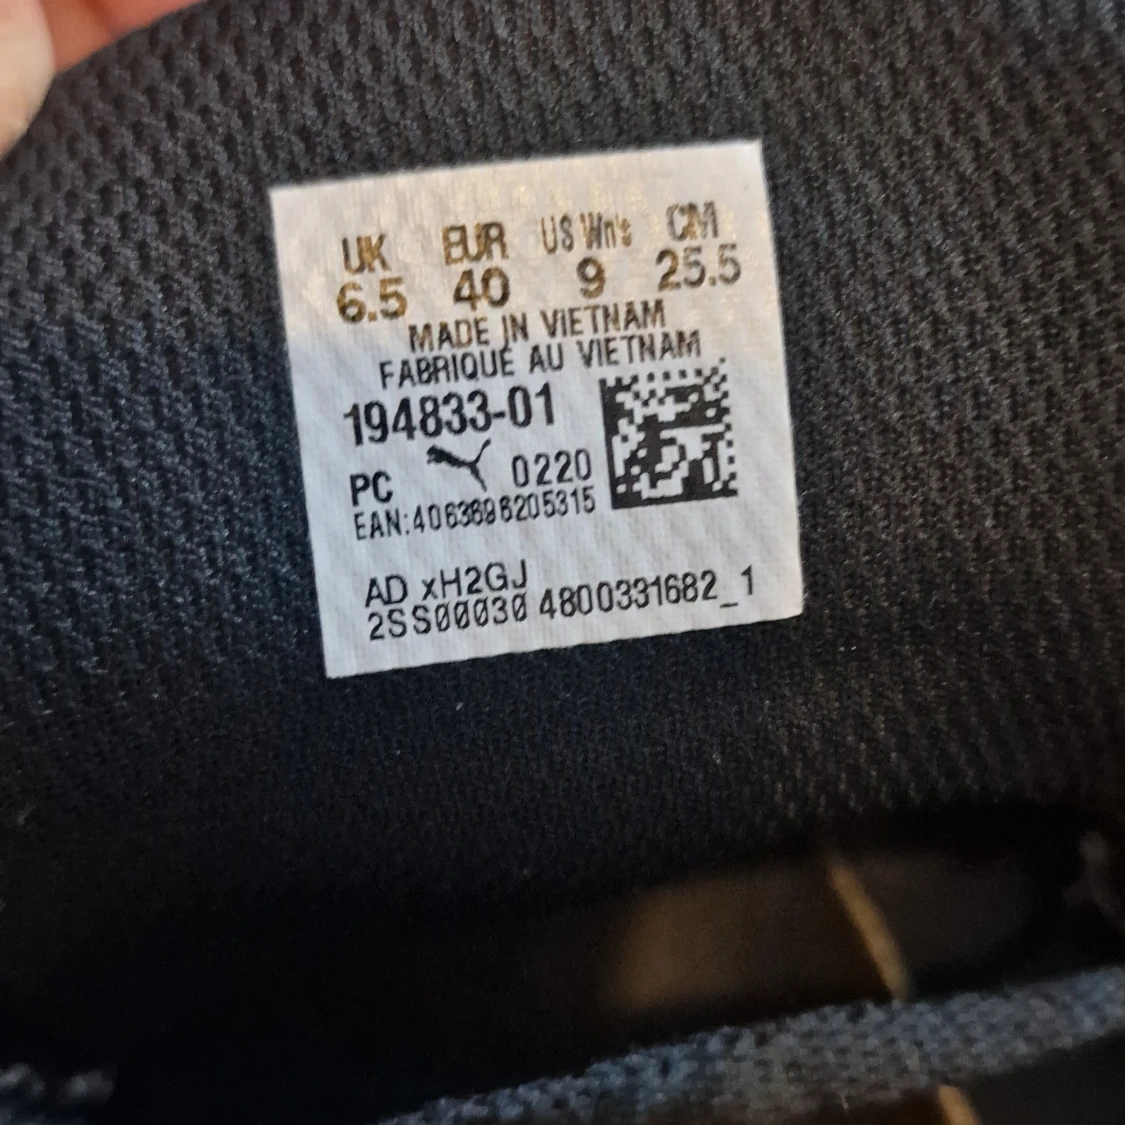 UK EUR US Wn's CM
6.5 40 9 25.5
MADE IN VIETNAM
FABRIQUÉ AU VIETNAM
194833-01
PC 0220
EAN:4063696205315
AD xH2GJ
2SS00030 4800331682_1